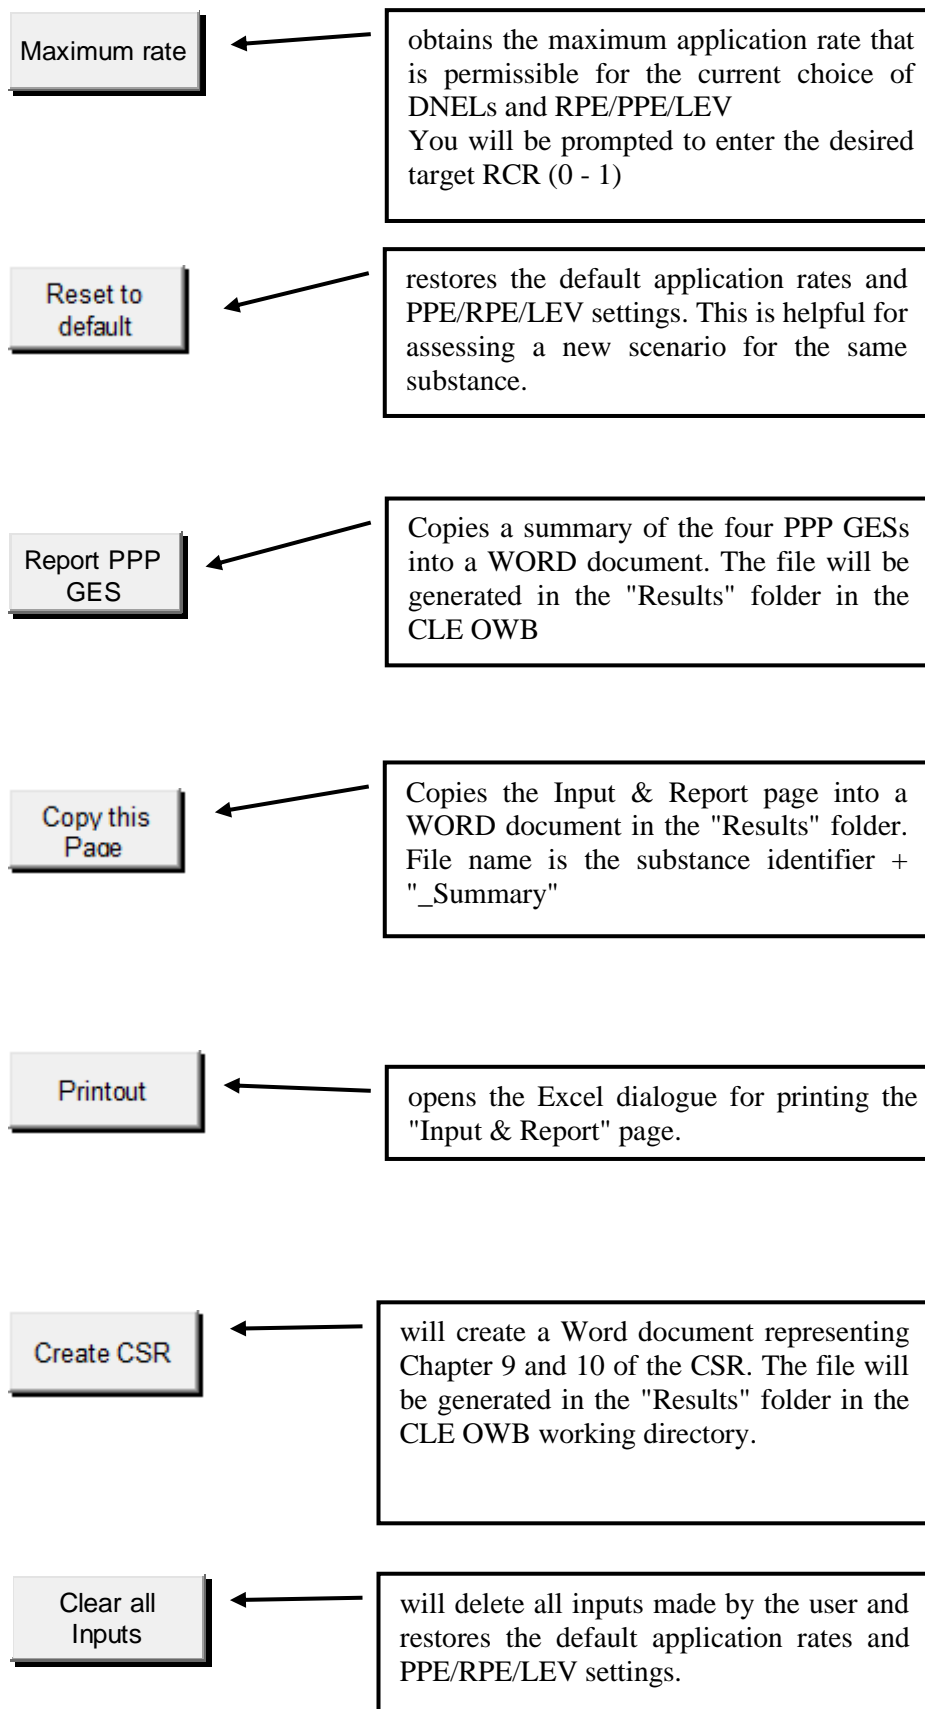 Maximum rate
obtains the maximum application rate that
is permissible for the current choice of
DNELs and RPE/PPE/LEV
You will be prompted to enter the desired
target RCR (0 - 1)
Reset to
default
restores the default application rates and
PPE/RPE/LEV settings. This is helpful for
assessing a new scenario for the same
substance.
Report PPP
GES
Copies a summary of the four PPP GESs
into a WORD document. The file will be
generated in the "Results" folder in the
CLE OWB
Copy this
Page
Copies the Input & Report page into a
WORD document in the "Results" folder.
File name is the substance identifier +
"_Summary"
Printout
opens the Excel dialogue for printing the
"Input & Report" page.
Create CSR
will create a Word document representing
Chapter 9 and 10 of the CSR. The file will
be generated in the "Results" folder in the
CLE OWB working directory.
Clear all
Inputs
will delete all inputs made by the user and
restores the default application rates and
PPE/RPE/LEV settings.